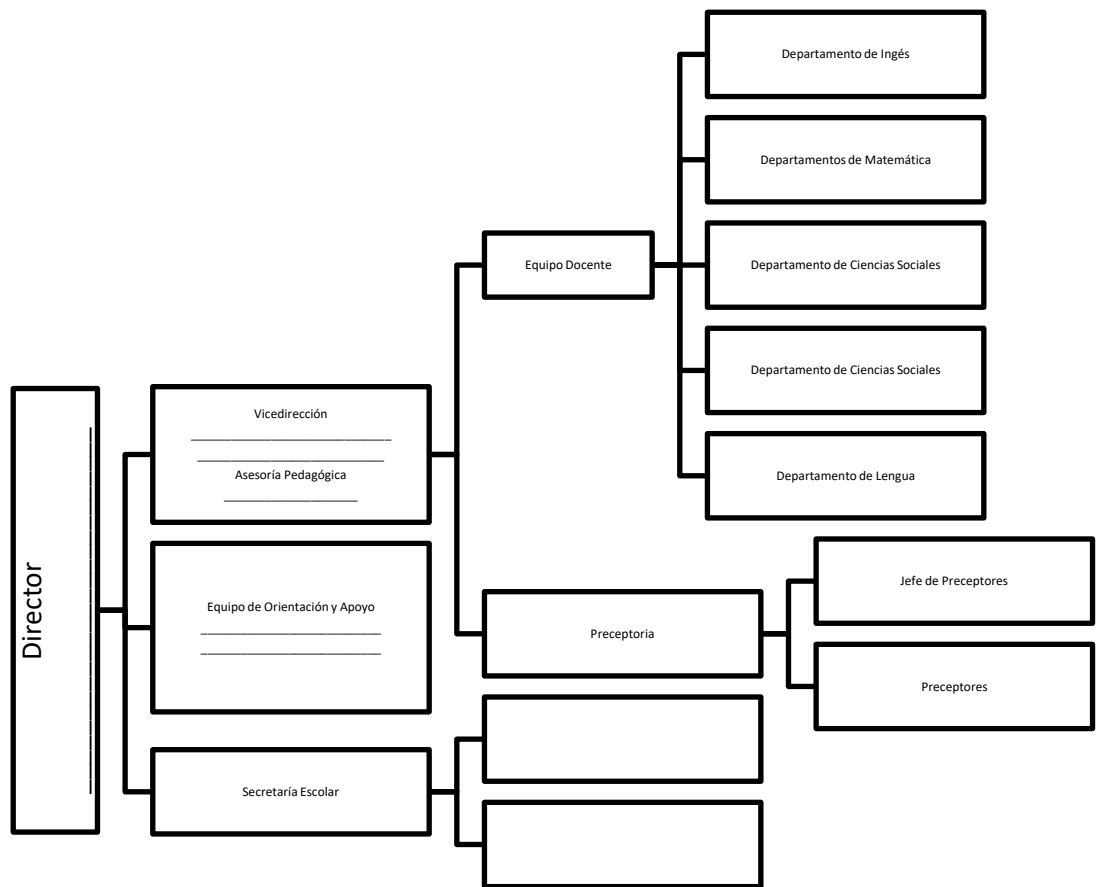 Director
Vicedirección
Asesoría Pedagógica
Equipo de Orientación y Apoyo
Secretaría Escolar
Equipo Docente
Preceptoria
Departamento de Ingés
Departamentos de Matemática
Departamento de Ciencias Sociales
Departamento de Ciencias Sociales
Departamento de Lengua
Jefe de Preceptores
Preceptores